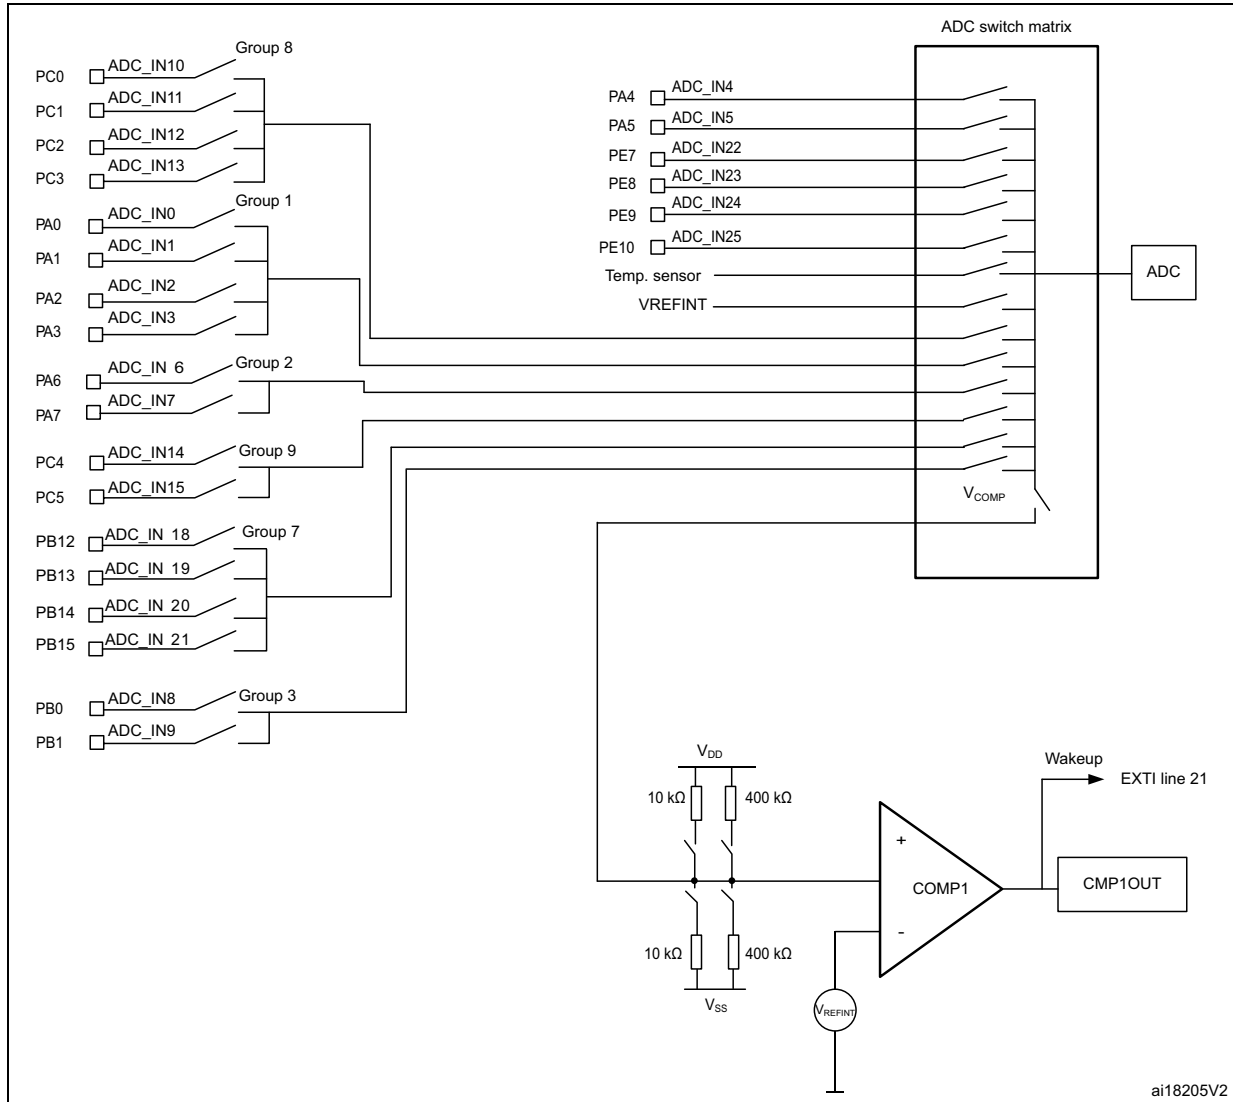 ADC switch matrix
Group 8
PC0 ADC_IN10
PC1 ADC_IN11
PC2 ADC_IN12
PC3 ADC_IN13
Group 1
PA0 ADC_IN0
PA1 ADC_IN1
PA2 ADC_IN2
PA3 ADC_IN3
Group 2
PA6 ADC_IN 6
PA7 ADC_IN7
Group 9
PC4 ADC_IN14
PC5 ADC_IN15
Group 7
PB12 ADC_IN 18
PB13 ADC_IN 19
PB14 ADC_IN 20
PB15 ADC_IN 21
Group 3
PB0 ADC_IN8
PB1 ADC_IN9
PA4 ADC_IN4
PA5 ADC_IN5
PE7 ADC_IN22
PE8 ADC_IN23
PE9 ADC_IN24
PE10 ADC_IN25
Temp. sensor
VREFINT
ADC
VCOMP
VDD
10 kΩ 400 kΩ
10 kΩ 400 kΩ
VSS
+
COMP1
-
VREFINT
Wakeup
EXTI line 21
CMP1OUT
ai18205V2